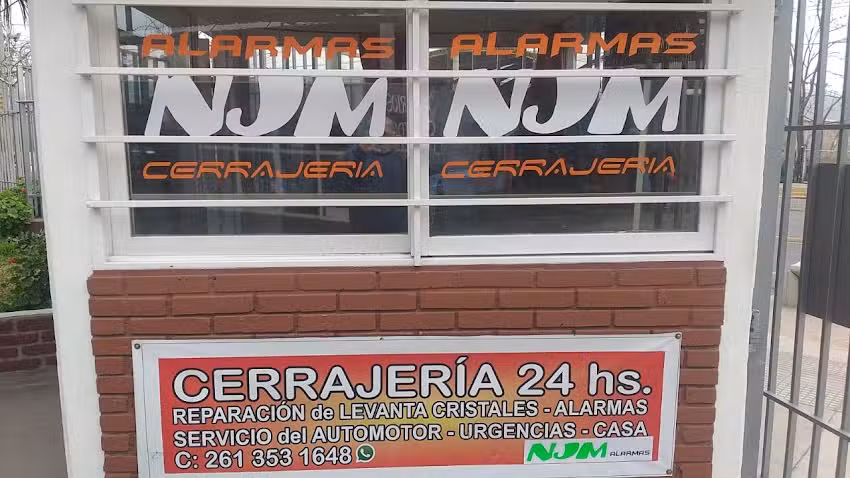 ALARMAS ALARMAS
NJM NJM
CERRAJERIA CERRAJERIA
CERRAJERÍA 24 hs.
REPARACIÓN de LEVANTA CRISTALES - ALARMAS
SERVICIO del AUTOMOTOR - URGENCIAS - CASA
C: 261 353 1648 NJM ALARMAS